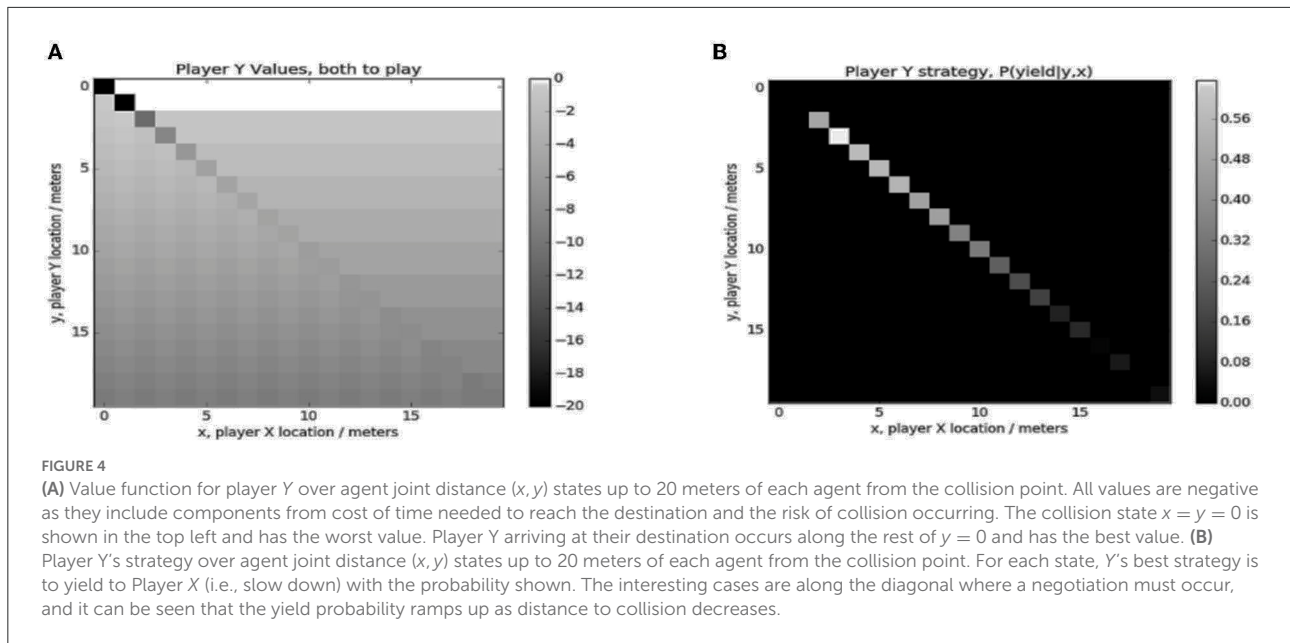 A
Player Y Values, both to play
0
5
10
15
y, player Y location / meters
0
5
10
15
x, player X location / meters
0
−2
−4
−6
−8
−10
−12
−14
−16
−18
−20
B
Player Y strategy, P(yield|y,x)
0
5
10
15
y, player Y location / meters
0
5
10
15
x, player X location / meters
0.56
0.48
0.40
0.32
0.24
0.16
0.08
0.00
FIGURE 4
(A) Value function for player Y over agent joint distance (x, y) states up to 20 meters of each agent from the collision point. All values are negative
as they include components from cost of time needed to reach the destination and the risk of collision occurring. The collision state x = y = 0 is
shown in the top left and has the worst value. Player Y arriving at their destination occurs along the rest of y = 0 and has the best value. (B)
Player Y's strategy over agent joint distance (x, y) states up to 20 meters of each agent from the collision point. For each state, Y's best strategy is
to yield to Player X (i.e., slow down) with the probability shown. The interesting cases are along the diagonal where a negotiation must occur,
and it can be seen that the yield probability ramps up as distance to collision decreases.